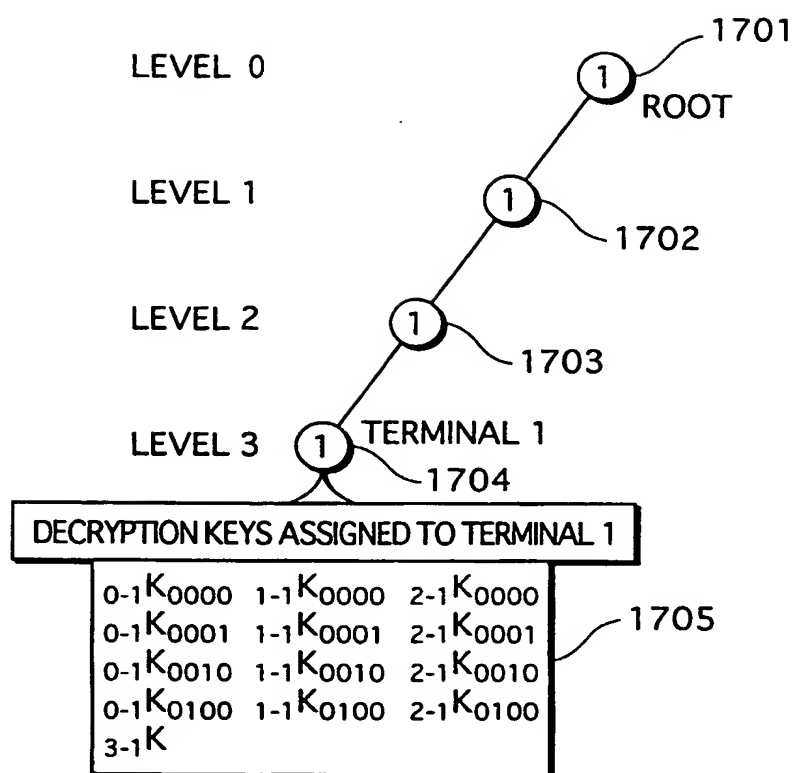 1701
LEVEL 0
1
ROOT
LEVEL 1
1
1702
LEVEL 2
1
1703
LEVEL 3
1
TERMINAL 1
1704
DECRYPTION KEYS ASSIGNED TO TERMINAL 1
0-1K0000 1-1K0000 2-1K0000
0-1K0001 1-1K0001 2-1K0001
0-1K0010 1-1K0010 2-1K0010
0-1K0100 1-1K0100 2-1K0100
3-1K
1705